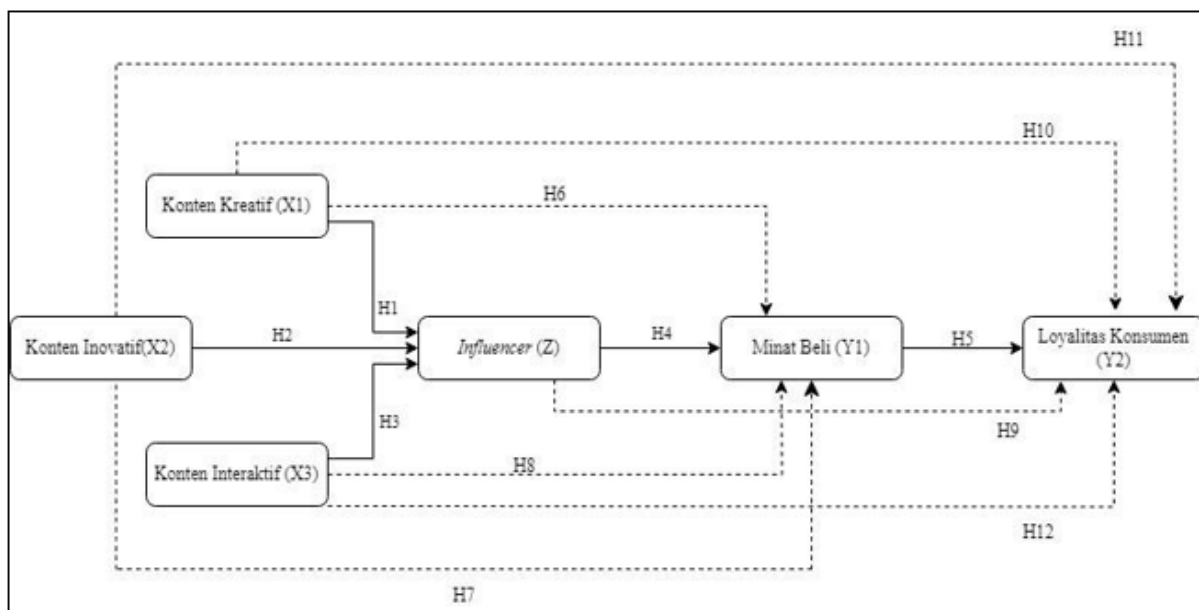 H11
H10
Konten Kreatif (X1)
H6
H1
Konten Inovatif(X2)
H2
Influencer (Z)
H4
Minat Beli (Y1)
H5
Loyalitas Konsumen
(Y2)
H3
H9
Konten Interaktif (X3)
H8
H12
H7